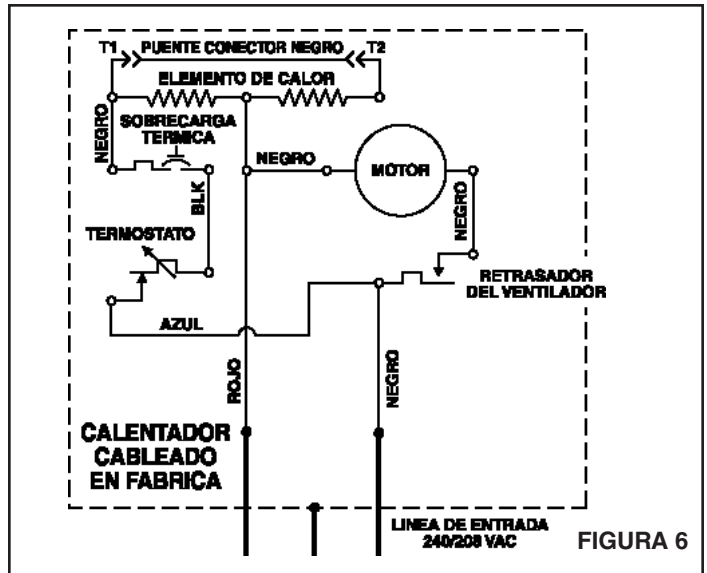 T1 PUENTE CONECTOR NEGRO T2
ELEMENTO DE CALOR
NEGRO
SOBRECARGA
TERMICA
NEGRO
MOTOR
BLK
NEGRO
TERMOSTATO
RETRASADOR
DEL VENTILADOR
AZUL
ROJO
NEGRO
CALENTADOR
CABLEADO
EN FABRICA
LINEA DE ENTRADA
240/208 VAC
FIGURA 6